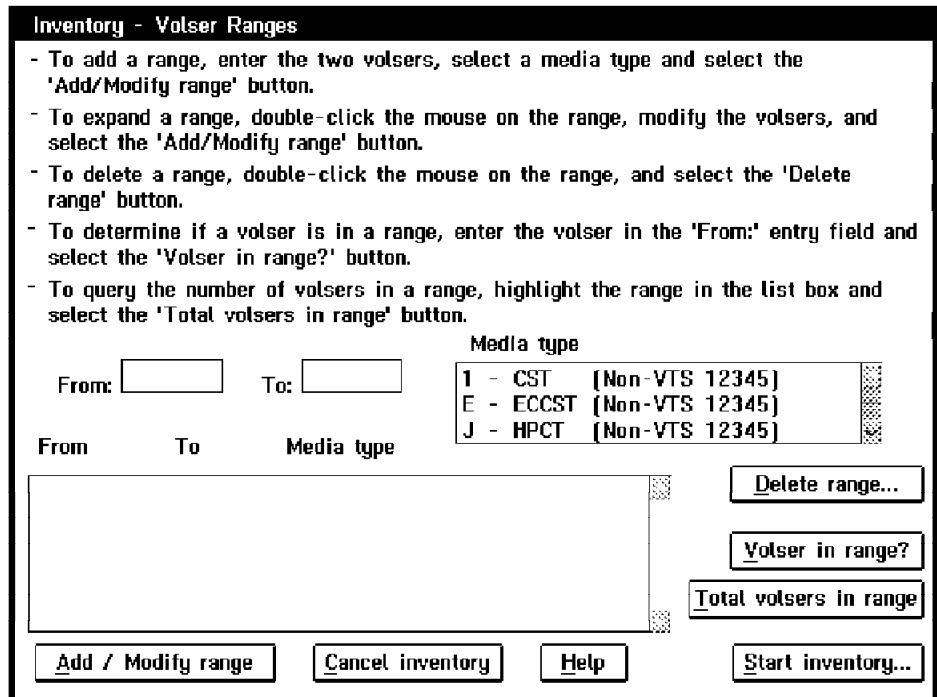 Inventory - Volser Ranges
- To add a range, enter the two volsers, select a media type and select the
'Add/Modify range' button.
- To expand a range, double-click the mouse on the range, modify the volsers, and
select the 'Add/Modify range' button.
- To delete a range, double-click the mouse on the range, and select the 'Delete
range' button.
- To determine if a volser is in a range, enter the volser in the 'From:' entry field and
select the 'Volser in range?' button.
- To query the number of volsers in a range, highlight the range in the list box and
select the 'Total volsers in range' button.
Media type
From: To:
1 - CST [Non-VTS 12345]
E - ECCST [Non-VTS 12345]
J - HPCT [Non-VTS 12345]
From To Media type
Delete range...
Volser in range?
Total volsers in range
Add / Modify range Cancel inventory Help Start inventory...